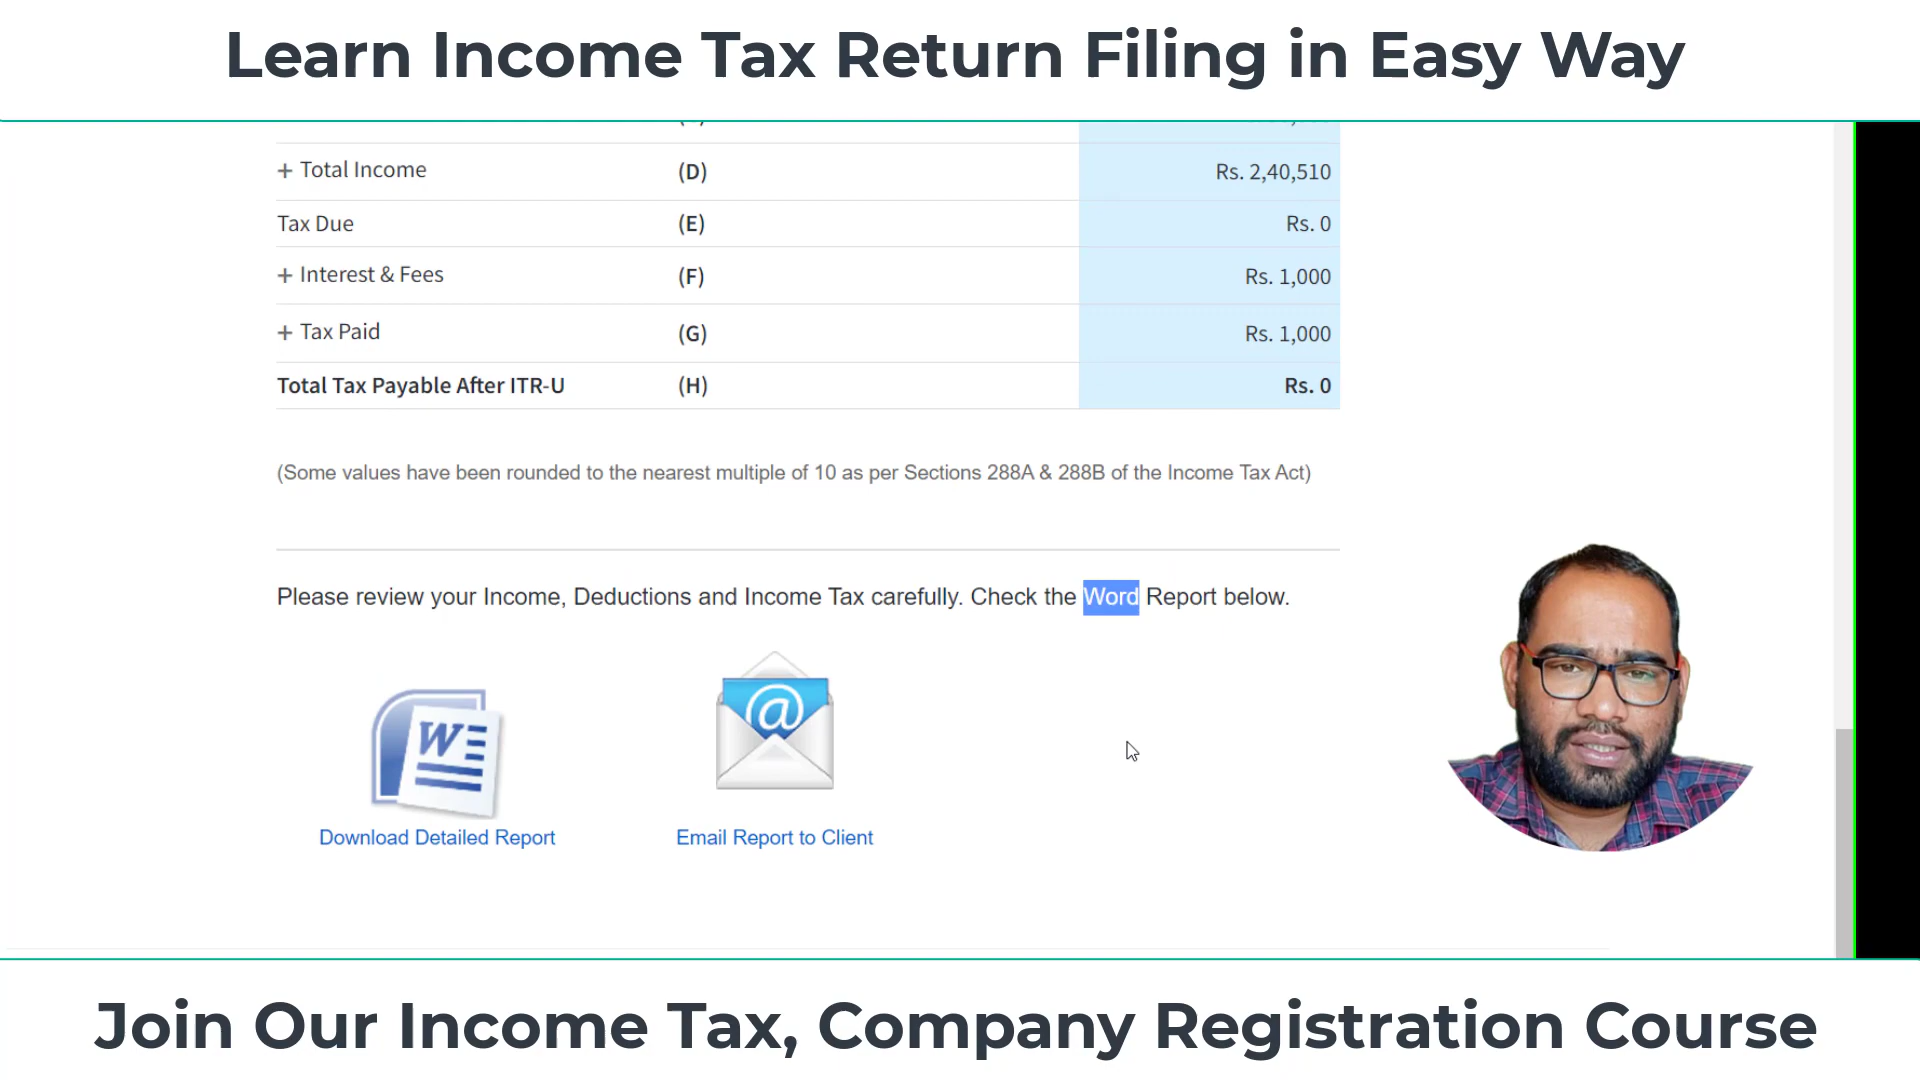 Learn Income Tax Return Filing in Easy Way
+ Total Income (D) Rs. 2,40,510
Tax Due (E) Rs. 0
+ Interest & Fees (F) Rs. 1,000
+ Tax Paid (G) Rs. 1,000
Total Tax Payable After ITR-U (H) Rs. 0
(Some values have been rounded to the nearest multiple of 10 as per Sections 288A & 288B of the Income Tax Act)
Please review your Income, Deductions and Income Tax carefully. Check the Word Report below.
W
@
Download Detailed Report Email Report to Client
Join Our Income Tax, Company Registration Course